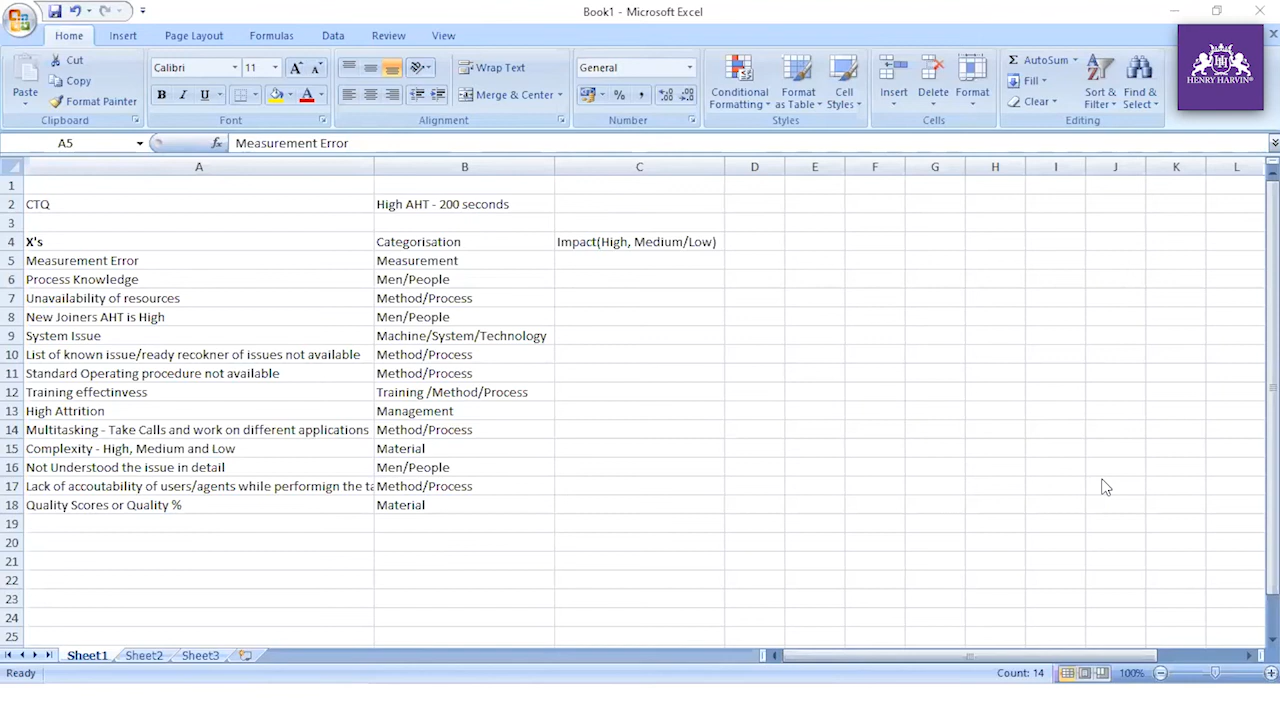 Book1 - Microsoft Excel
Home Insert Page Layout Formulas Data Review View
Paste
Cut
Copy
Format Painter
Clipboard
Calibri 11
A A
B I U A
Font
Wrap Text
Merge & Center
Alignment
General
% ,
Number
Conditional Formatting
Format as Table
Cell Styles
Styles
Insert Delete Format
Cells
Σ AutoSum
Fill
Clear
Sort & Filter
Find & Select
Editing
HENRY HARVIN®
A5 fx Measurement Error
A B C D E F G H I J K L
1
2 CTQ High AHT - 200 seconds
3
4 X's Categorisation Impact(High, Medium/Low)
5 Measurement Error Measurement
6 Process Knowledge Men/People
7 Unavailability of resources Method/Process
8 New Joiners AHT is High Men/People
9 System Issue Machine/System/Technology
10 List of known issue/ready recokner of issues not available Method/Process
11 Standard Operating procedure not available Method/Process
12 Training effectinvess Training /Method/Process
13 High Attrition Management
14 Multitasking - Take Calls and work on different applications Method/Process
15 Complexity - High, Medium and Low Material
16 Not Understood the issue in detail Men/People
17 Lack of accoutability of users/agents while performign the ta Method/Process
18 Quality Scores or Quality % Material
19
20
21
22
23
24
25
Sheet1 Sheet2 Sheet3
Ready Count: 14 100%